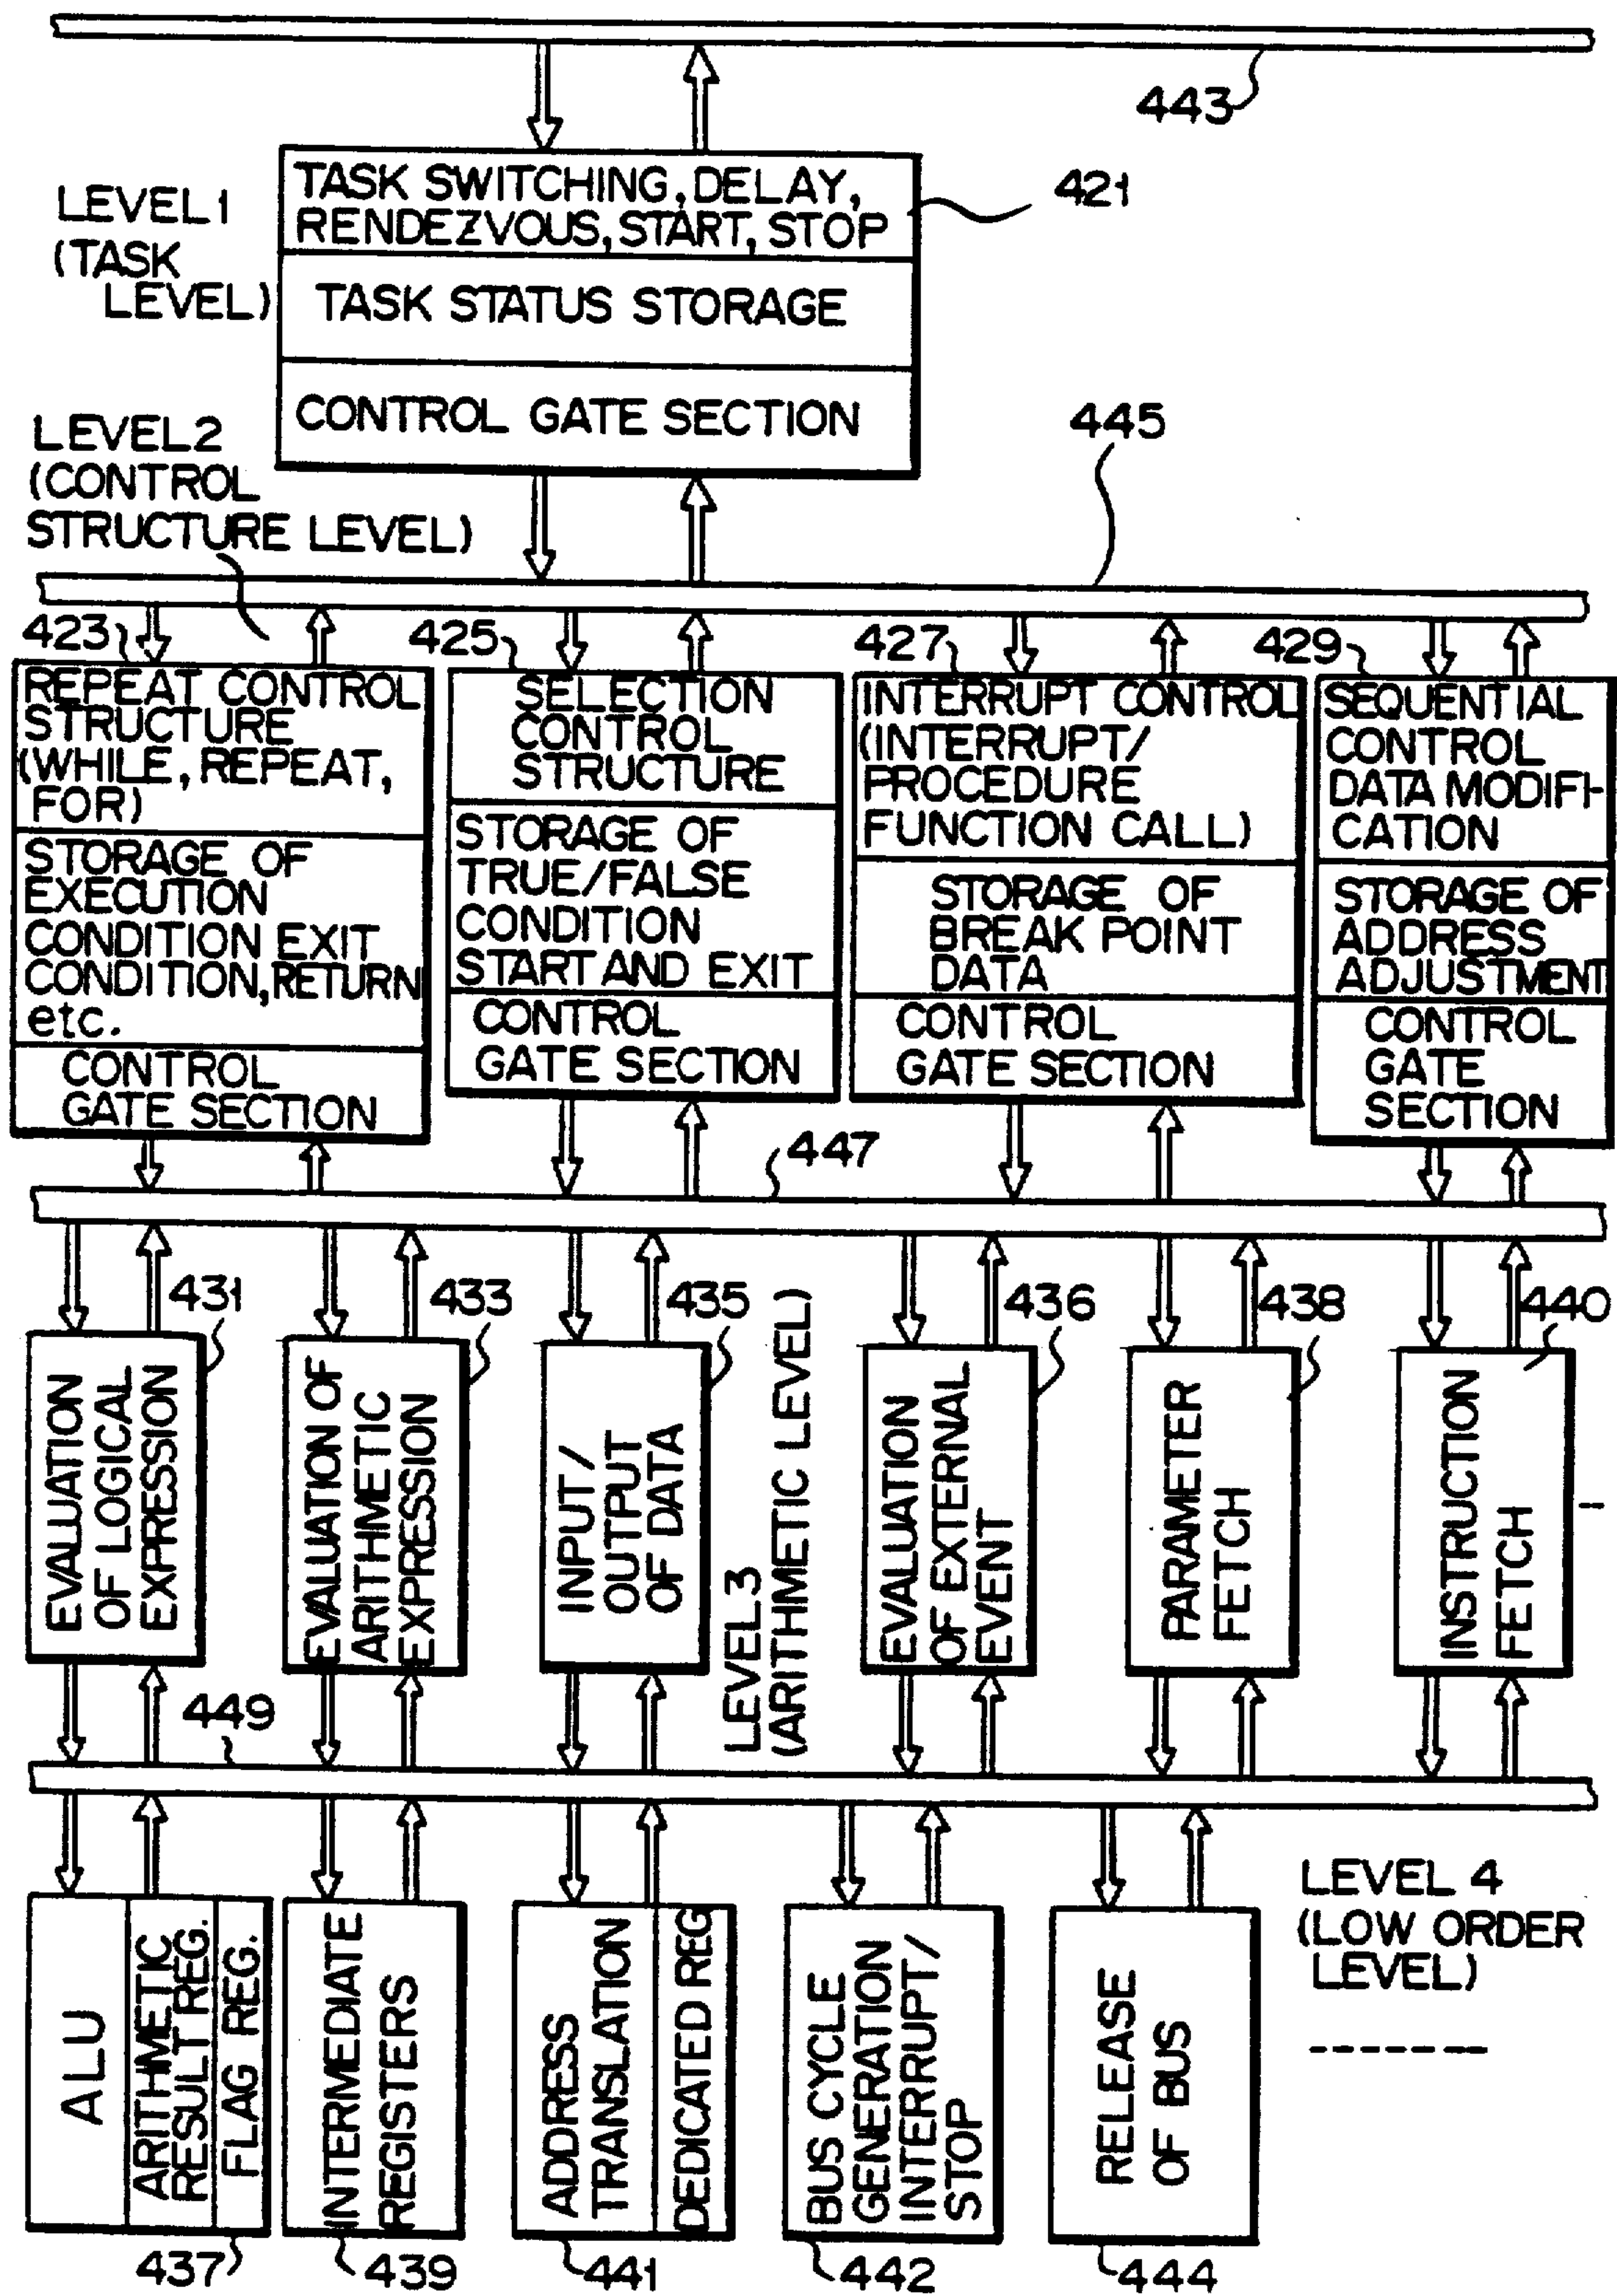 443
LEVEL1
(TASK
LEVEL)
TASK SWITCHING, DELAY,
RENDEZVOUS, START, STOP
421
TASK STATUS STORAGE
CONTROL GATE SECTION
LEVEL2
(CONTROL
STRUCTURE LEVEL)
445
423
REPEAT CONTROL
STRUCTURE
(WHILE, REPEAT,
FOR)
STORAGE OF
EXECUTION
CONDITION EXIT
CONDITION, RETURN
etc.
CONTROL
GATE SECTION
425
SELECTION
CONTROL
STRUCTURE
STORAGE OF
TRUE/FALSE
CONDITION
START AND EXIT
CONTROL
GATE SECTION
427
INTERRUPT CONTROL
(INTERRUPT/
PROCEDURE
FUNCTION CALL)
STORAGE OF
BREAK POINT
DATA
CONTROL
GATE SECTION
429
SEQUENTIAL
CONTROL
DATA MODIFI-
CATION
STORAGE OF
ADDRESS
ADJUSTMENT
CONTROL
GATE
SECTION
447
431
EVALUATION
OF LOGICAL
EXPRESSION
433
EVALUATION OF
ARITHMETIC
EXPRESSION
435
INPUT/
OUTPUT
OF DATA
LEVEL3
(ARITHMETIC LEVEL)
436
EVALUATION
OF EXTERNAL
EVENT
438
PARAMETER
FETCH
440
INSTRUCTION
FETCH
449
ALU
ARITHMETIC
RESULT REG.
FLAG REG.
437
INTERMEDIATE
REGISTERS
439
ADDRESS
TRANSLATION
DEDICATED REG
441
BUS CYCLE
GENERATION
INTERRUPT/
STOP
442
RELEASE
OF BUS
444
LEVEL 4
(LOW ORDER
LEVEL)